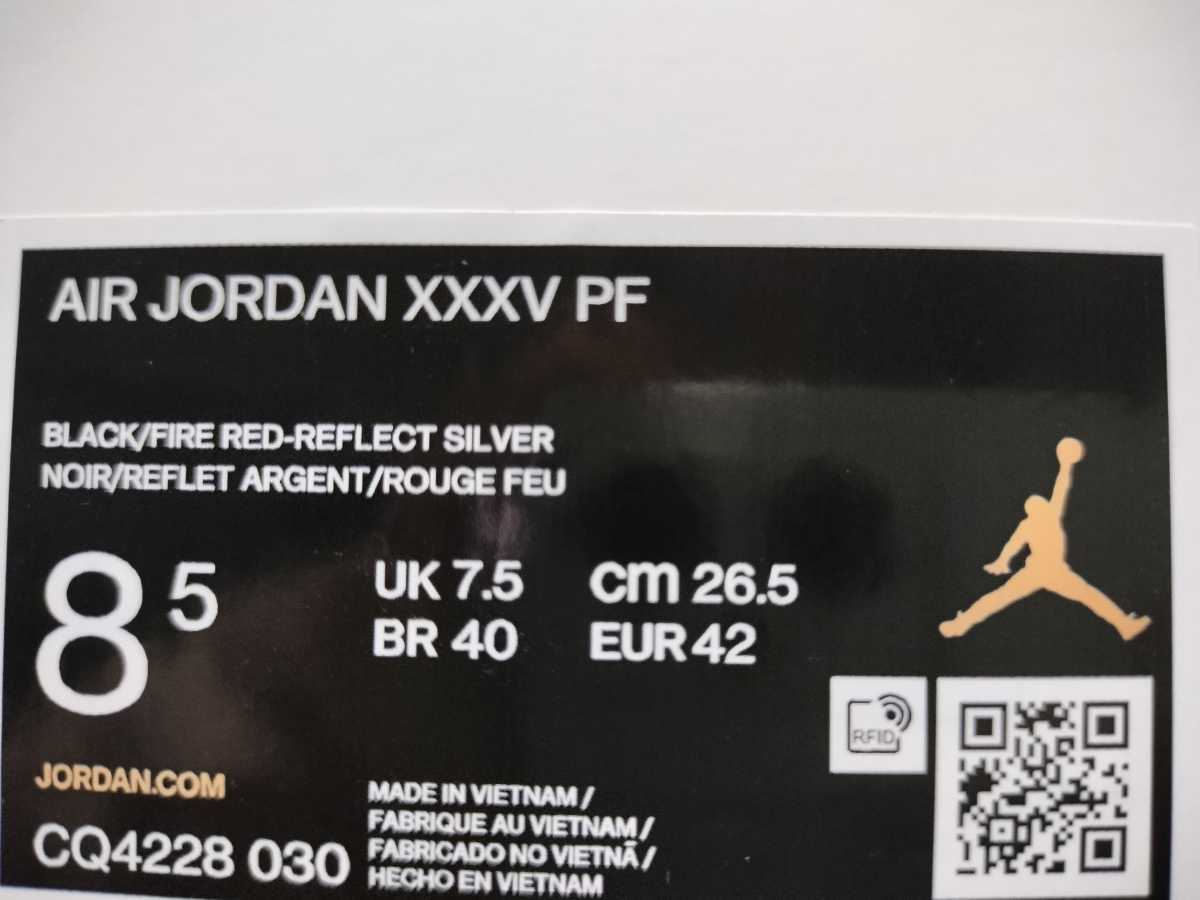 AIR JORDAN XXXV PF
BLACK/FIRE RED-REFLECT SILVER
NOIR/REFLET ARGENT/ROUGE FEU
8 5
UK 7.5 cm 26.5
BR 40 EUR 42
RFID
JORDAN.COM
CQ4228 030
MADE IN VIETNAM /
FABRIQUE AU VIETNAM /
FABRICADO NO VIETNÃ /
HECHO EN VIETNAM